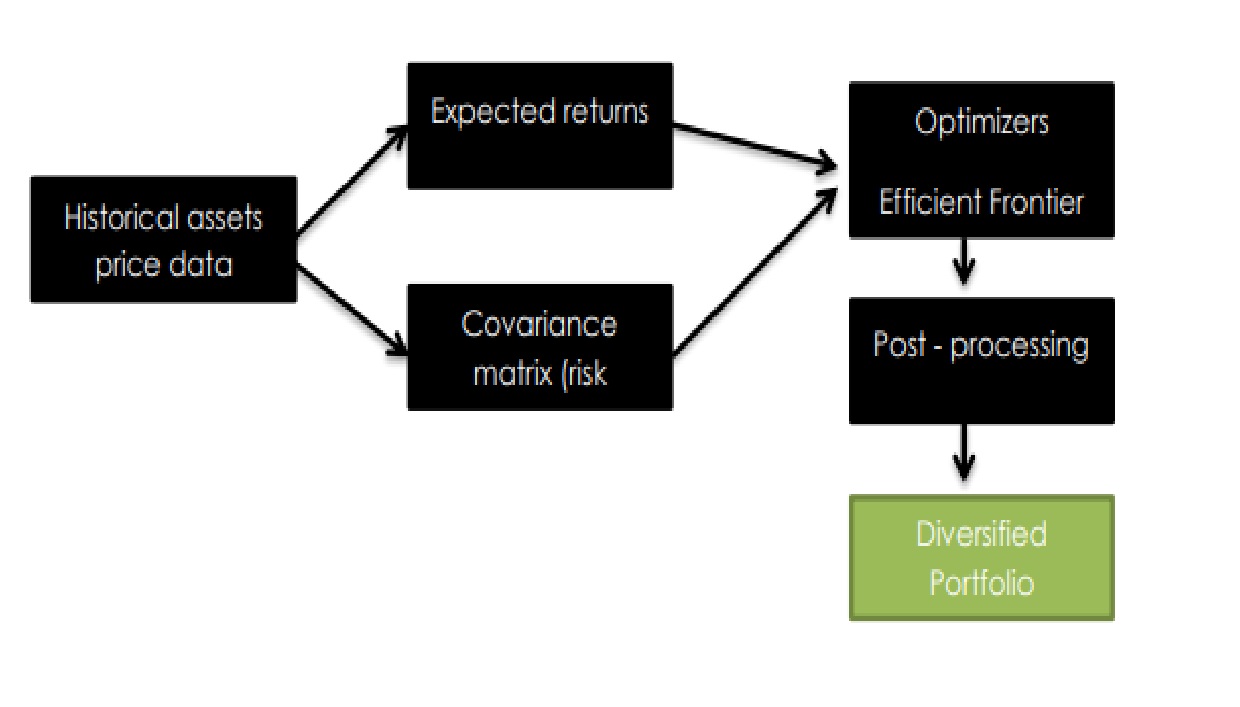 Historical assets
price data
Expected returns
Covariance
matrix (risk
Optimizers
Efficient Frontier
Post - processing
Diversified
Portfolio